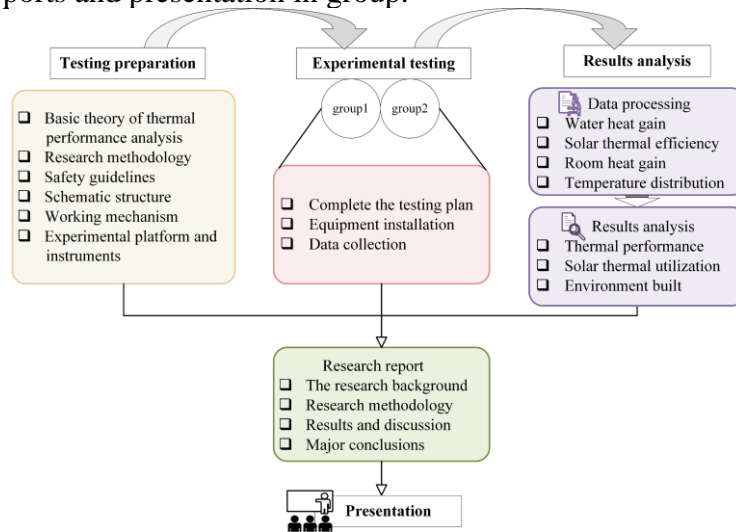 ports and presentation in group.
Testing preparation
Experimental testing
Results analysis
❑ Basic theory of thermal
performance analysis
❑ Research methodology
❑ Safety guidelines
❑ Schematic structure
❑ Working mechanism
❑ Experimental platform and
instruments
group1
group2
❑ Complete the testing plan
❑ Equipment installation
❑ Data collection
Data processing
❑ Water heat gain
❑ Solar thermal efficiency
❑ Room heat gain
❑ Temperature distribution
Results analysis
❑ Thermal performance
❑ Solar thermal utilization
❑ Environment built
Research report
❑ The research background
❑ Research methodology
❑ Results and discussion
❑ Major conclusions
Presentation